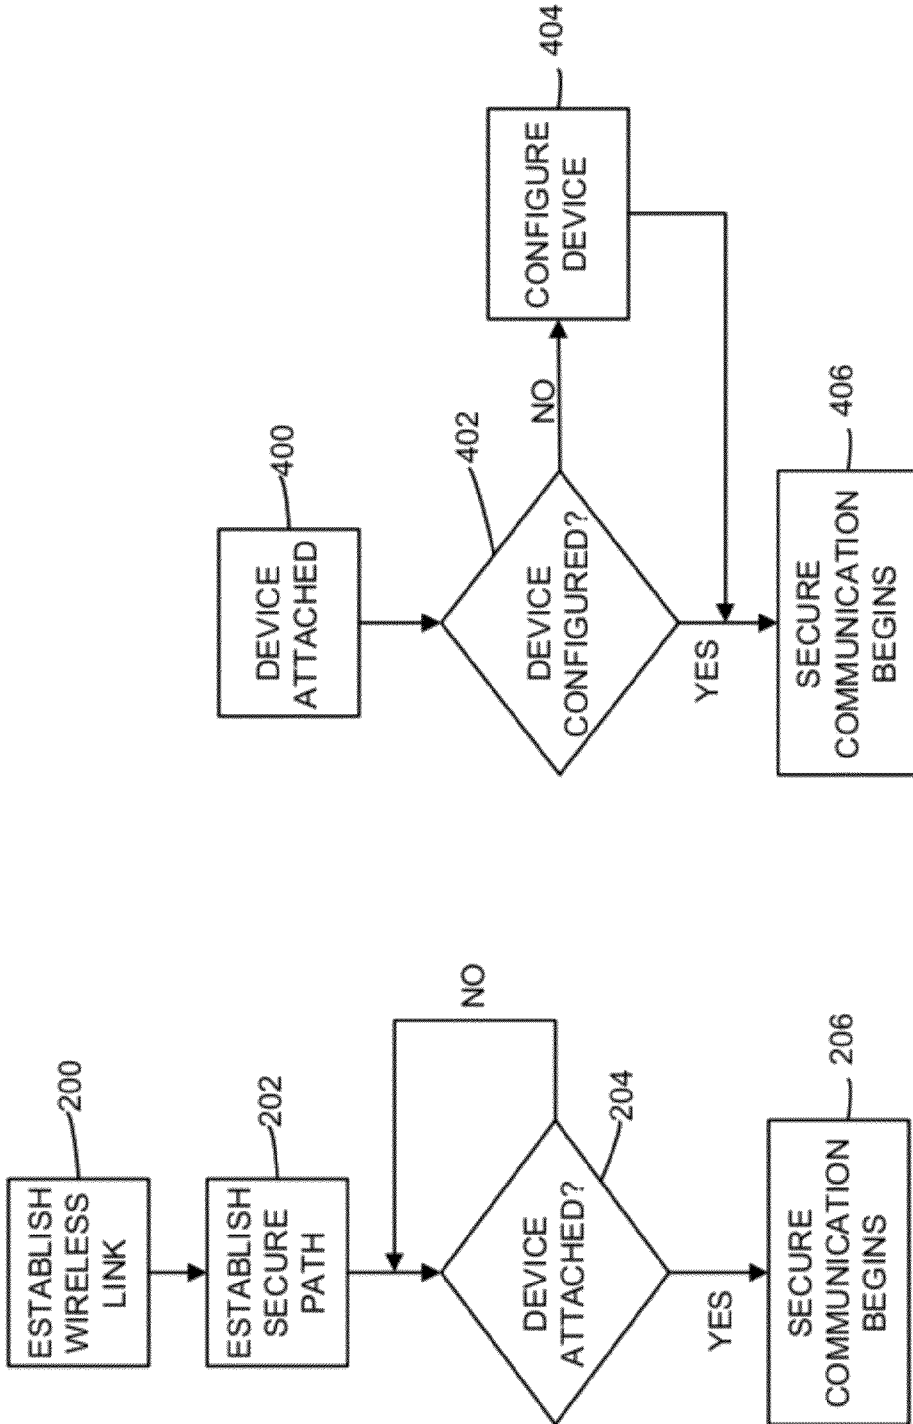 ESTABLISH
WIRELESS
LINK
200
ESTABLISH
SECURE
PATH
202
DEVICE
ATTACHED?
204
NO
YES
SECURE
COMMUNICATION
BEGINS
206
DEVICE
ATTACHED
400
DEVICE
CONFIGURED?
402
NO
CONFIGURE
DEVICE
404
YES
SECURE
COMMUNICATION
BEGINS
406